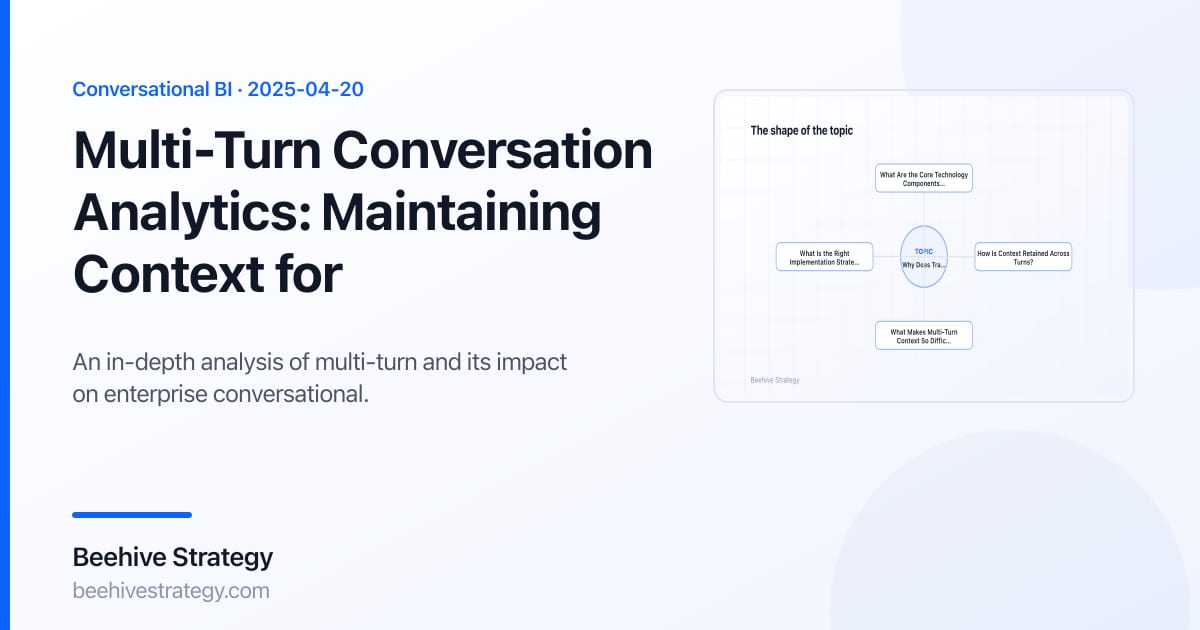 Conversational BI · 2025-04-20
Multi-Turn Conversation
Analytics: Maintaining
Context for
An in-depth analysis of multi-turn and its impact
on enterprise conversational.
Beehive Strategy
beehivestrategy.com
The shape of the topic
What Are the Core Technology
Components...
What Is the Right
Implementation Strate...
TOPIC
Why Does Tra...
How Is Context Retained Across
Turns?
What Makes Multi-Turn
Context So Diffic...
Beehive Strategy